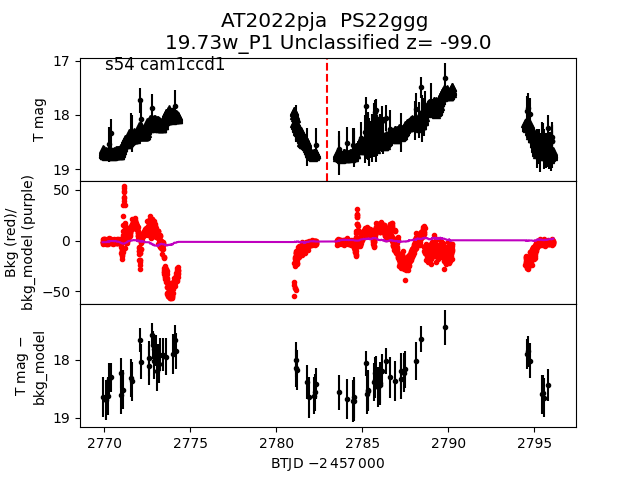 AT2022pja  PS22ggg
19.73w_P1 Unclassified z= -99.0
s54 cam1ccd1
T mag
17
18
19
Bkg (red)/
bkg_model (purple)
50
0
−50
T mag −
bkg_model
18
19
2770
2775
2780
2785
2790
2795
BTJD −2 457 000